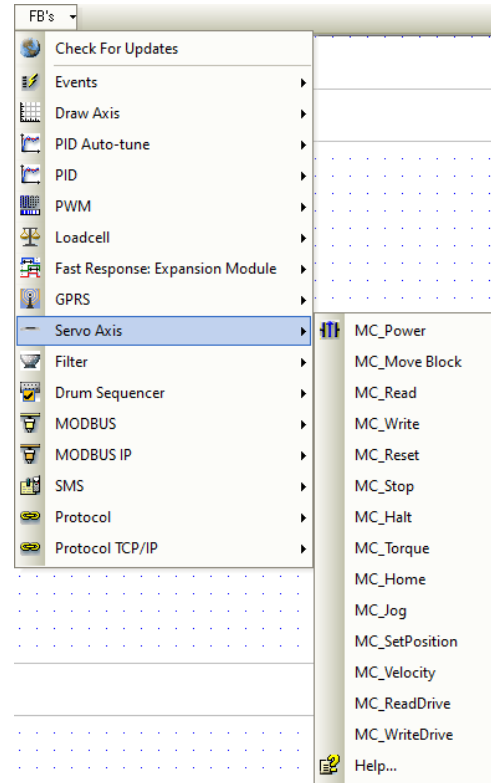 FB's
Check For Updates
Events
Draw Axis
PID Auto-tune
PID
PWM
Loadcell
Fast Response: Expansion Module
GPRS
Servo Axis
Filter
Drum Sequencer
MODBUS
MODBUS IP
SMS
Protocol
Protocol TCP/IP
MC_Power
MC_Move Block
MC_Read
MC_Write
MC_Reset
MC_Stop
MC_Halt
MC_Torque
MC_Home
MC_Jog
MC_SetPosition
MC_Velocity
MC_ReadDrive
MC_WriteDrive
Help...